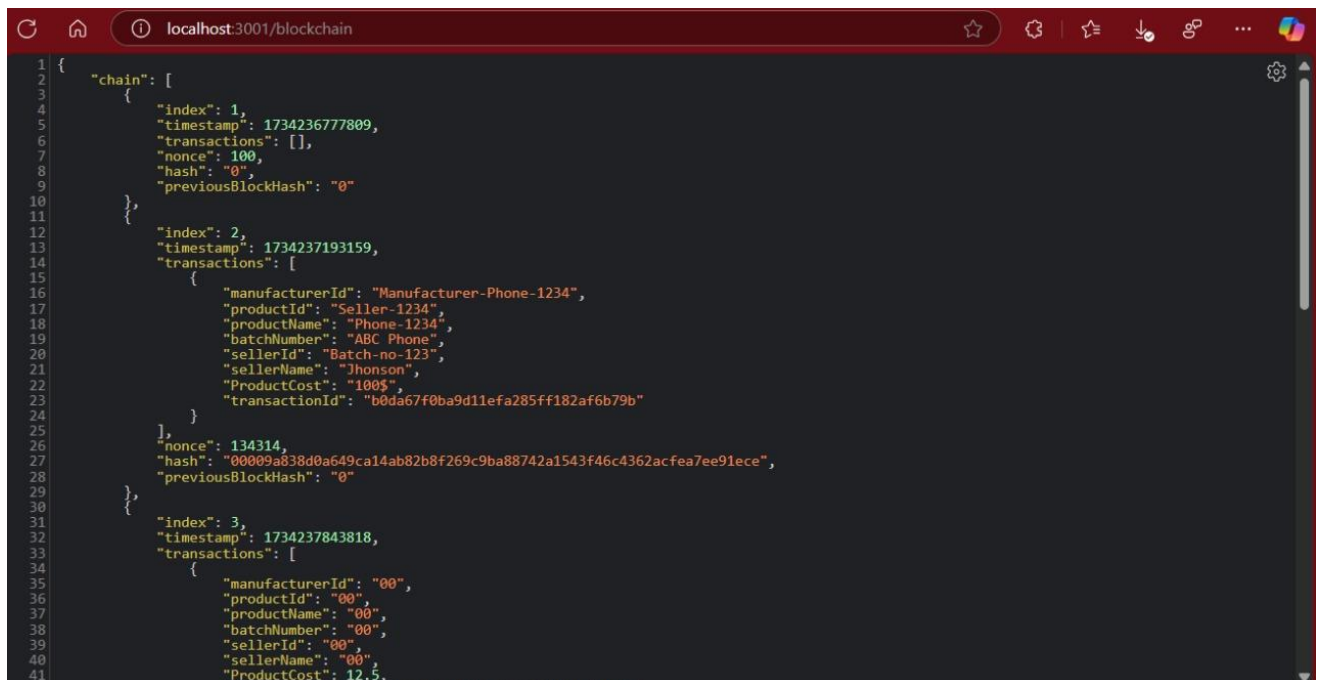 localhost:3001/blockchain
1 {
2 "chain": [
3 {
4 "index": 1,
5 "timestamp": 1734236777809,
6 "transactions": [],
7 "nonce": 100,
8 "hash": "0",
9 "previousBlockHash": "0"
10 },
11 {
12 "index": 2,
13 "timestamp": 1734237193159,
14 "transactions": [
15 {
16 "manufacturerId": "Manufacturer-Phone-1234",
17 "productId": "Seller-1234",
18 "productName": "Phone-1234",
19 "batchNumber": "ABC Phone",
20 "sellerId": "Batch-no-123",
21 "sellerName": "Jhonson",
22 "ProductCost": "100$",
23 "transactionId": "b0da67f0ba9d11efa285ff182af6b79b"
24 }
25 ],
26 "nonce": 134314,
27 "hash": "00009a838d0a649ca14ab82b8f269c9ba88742a1543f46c4362acfea7ee91ece",
28 "previousBlockHash": "0"
29 },
30 {
31 "index": 3,
32 "timestamp": 1734237843818,
33 "transactions": [
34 {
35 "manufacturerId": "00",
36 "productId": "00",
37 "productName": "00",
38 "batchNumber": "00",
39 "sellerId": "00",
40 "sellerName": "00",
41 "ProductCost": 12.5,